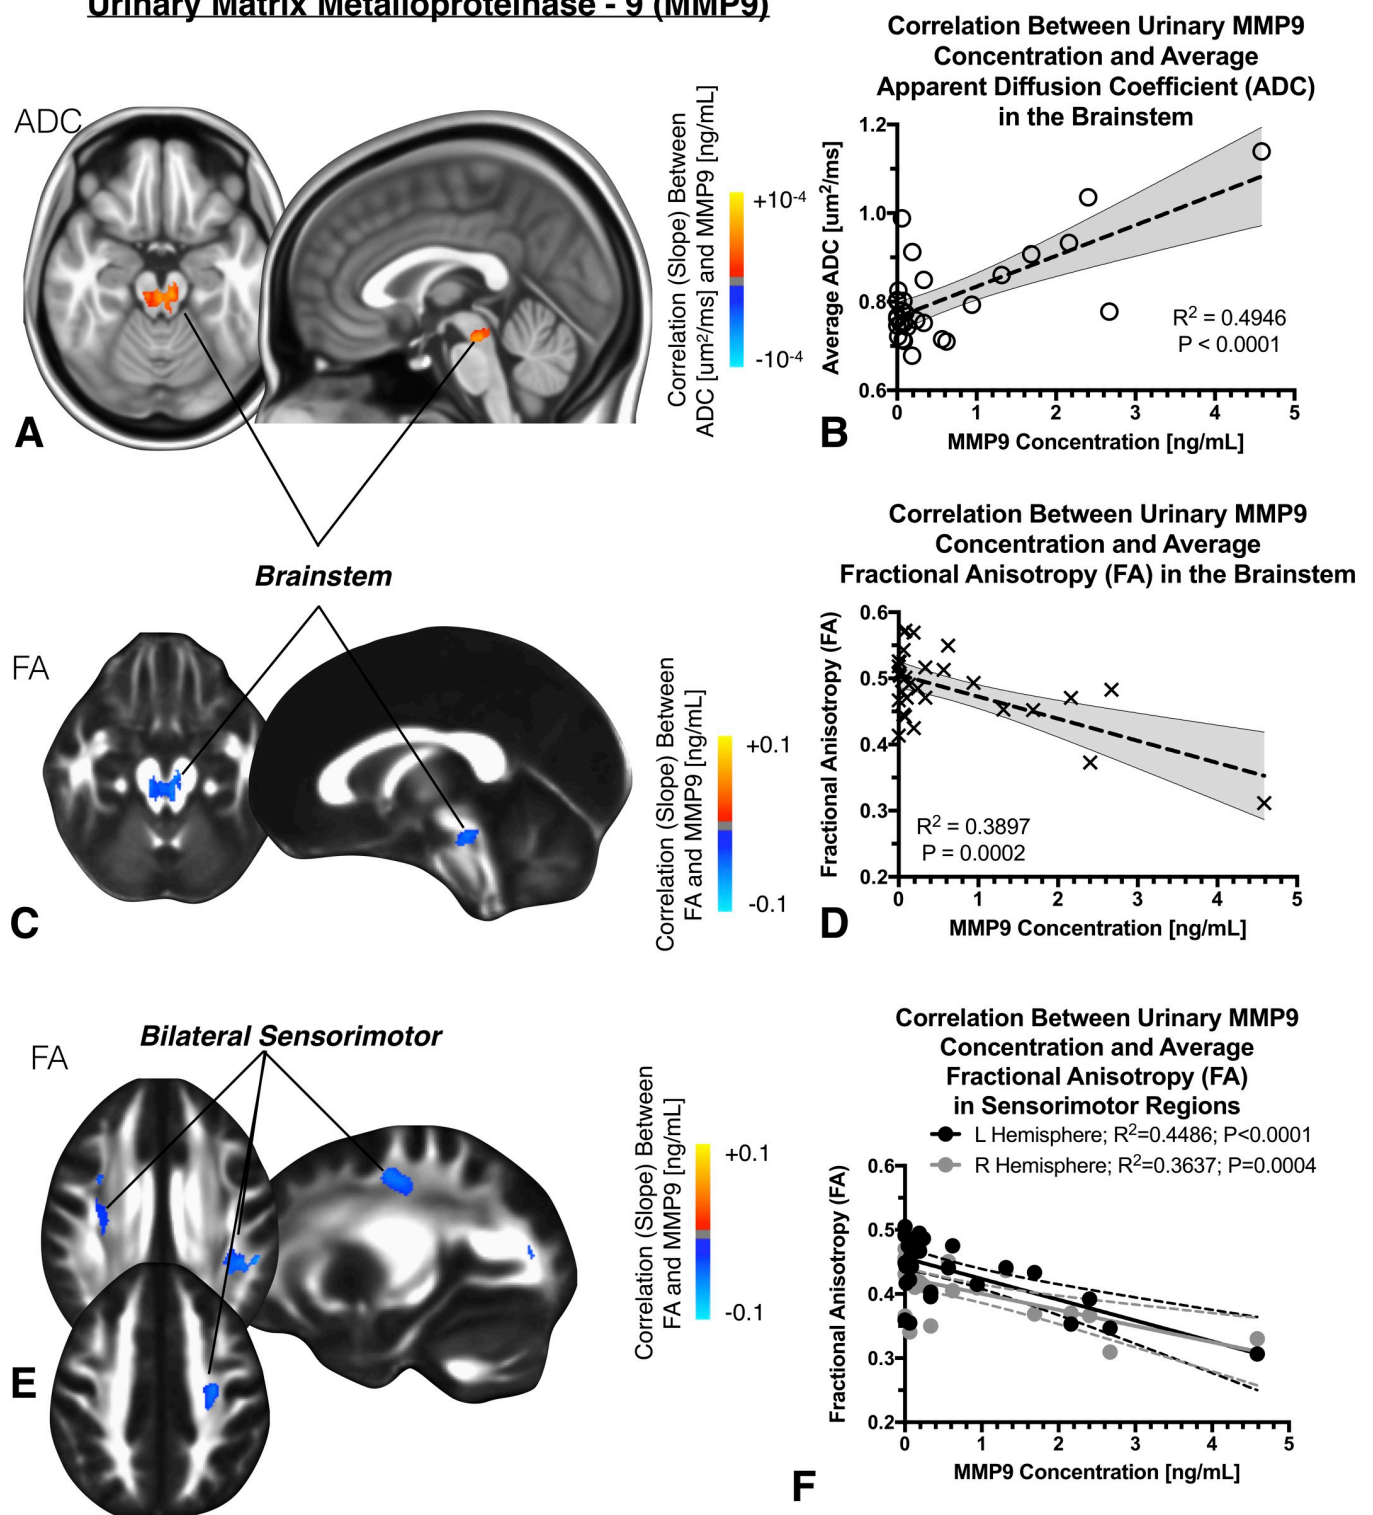 Urinary Matrix Metalloproteinase - 9 (MMP9)
ADC
Correlation (Slope) Between
ADC [um²/ms] and MMP9 [ng/mL]
+10⁻⁴
-10⁻⁴
A
Correlation Between Urinary MMP9
Concentration and Average
Apparent Diffusion Coefficient (ADC)
in the Brainstem
Average ADC [um²/ms]
1.2
1.0
0.8
0.6
R² = 0.4946
P < 0.0001
0 1 2 3 4 5
MMP9 Concentration [ng/mL]
B
Brainstem
FA
Correlation (Slope) Between
FA and MMP9 [ng/mL]
+0.1
-0.1
C
Correlation Between Urinary MMP9
Concentration and Average
Fractional Anisotropy (FA) in the Brainstem
Fractional Anisotropy (FA)
0.6
0.5
0.4
0.3
0.2
R² = 0.3897
P = 0.0002
0 1 2 3 4 5
MMP9 Concentration [ng/mL]
D
Bilateral Sensorimotor
FA
Correlation (Slope) Between
FA and MMP9 [ng/mL]
+0.1
-0.1
E
Correlation Between Urinary MMP9
Concentration and Average
Fractional Anisotropy (FA)
in Sensorimotor Regions
L Hemisphere; R²=0.4486; P<0.0001
R Hemisphere; R²=0.3637; P=0.0004
Fractional Anisotropy (FA)
0.6
0.5
0.4
0.3
0.2
0 1 2 3 4 5
MMP9 Concentration [ng/mL]
F